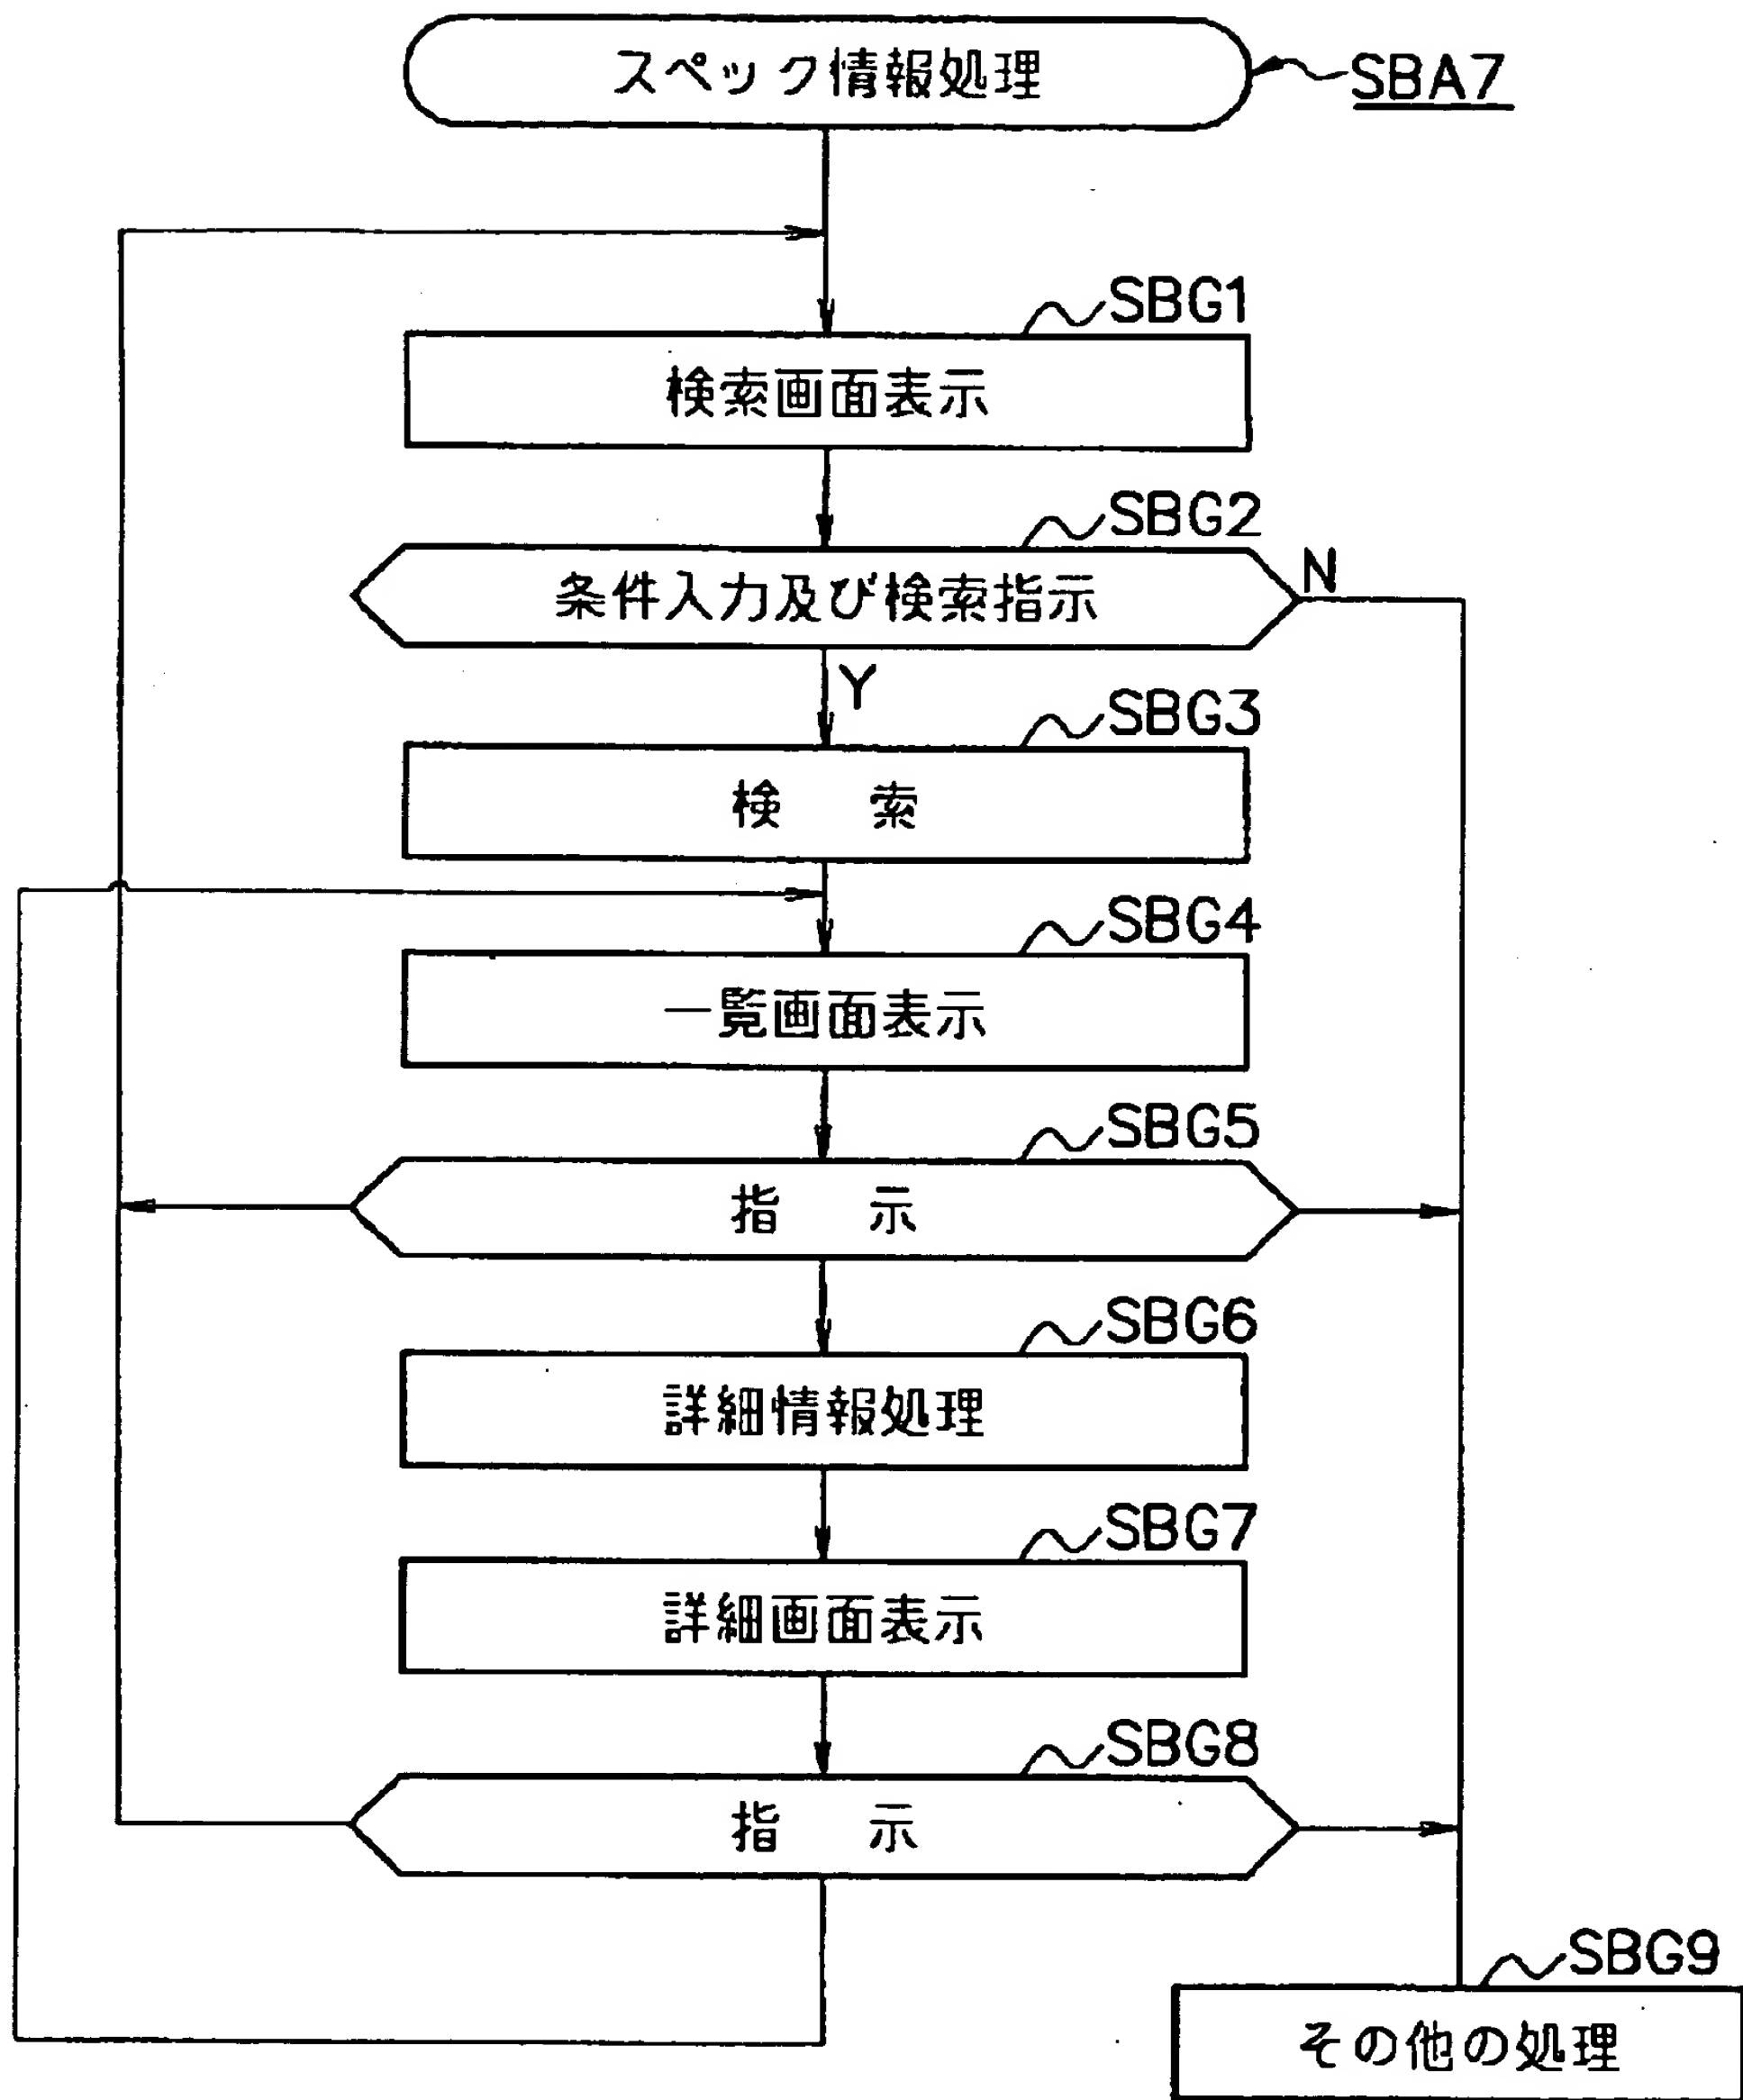 スペック情報処理
SBA7
SBG1
検索画面表示
SBG2
条件入力及び検索指示
N
Y
SBG3
検 索
SBG4
一覧画面表示
SBG5
指 示
SBG6
詳細情報処理
SBG7
詳細画面表示
SBG8
指 示
SBG9
その他の処理